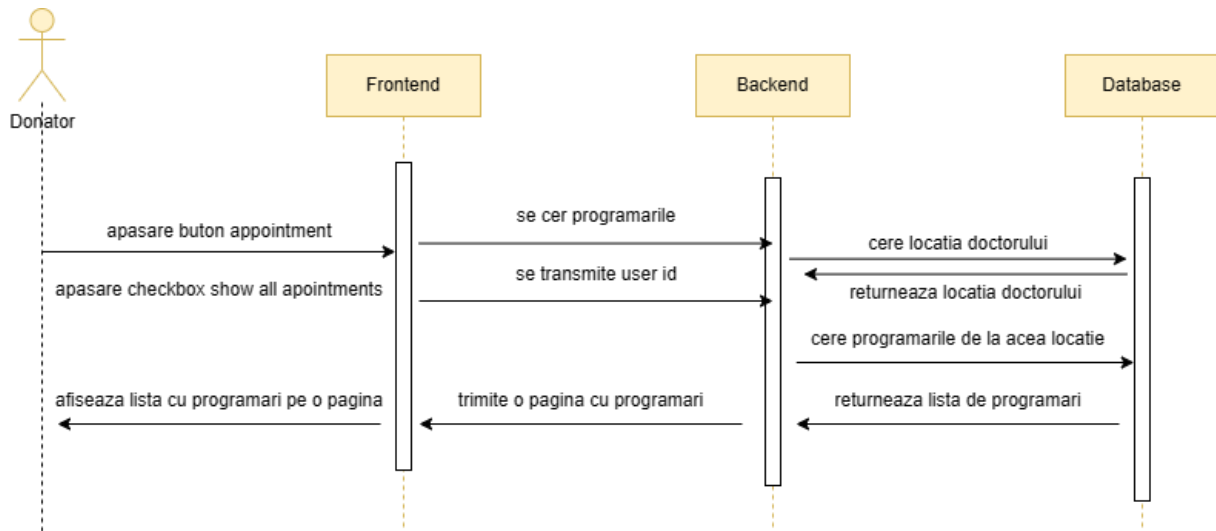 Donator
Frontend
Backend
Database
apasare buton appointment
se cer programarile
cere locatia doctorului
apasare checkbox show all apointments
se transmite user id
returneaza locatia doctorului
cere programarile de la acea locatie
afiseaza lista cu programari pe o pagina
trimite o pagina cu programari
returneaza lista de programari